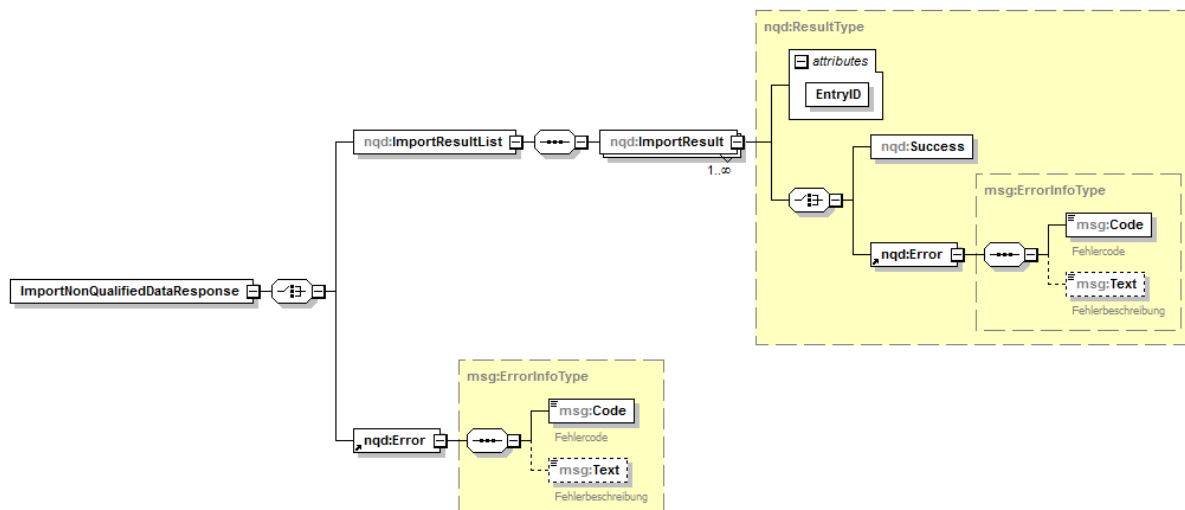 nqd:ResultType
attributes
EntryID
nqd:ImportResultList
nqd:ImportResult
1..∞
nqd:Success
msg:ErrorInfoType
msg:Code
Fehlercode
nqd:Error
msg:Text
Fehlerbeschreibung
ImportNonQualifiedDataResponse
msg:ErrorInfoType
msg:Code
Fehlercode
nqd:Error
msg:Text
Fehlerbeschreibung